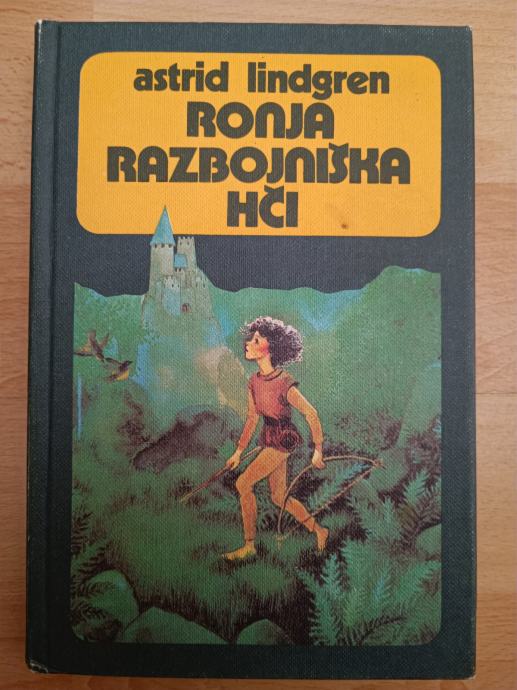 astrid lindgren
RONJA
RAZBOJNIŠKA
HČI